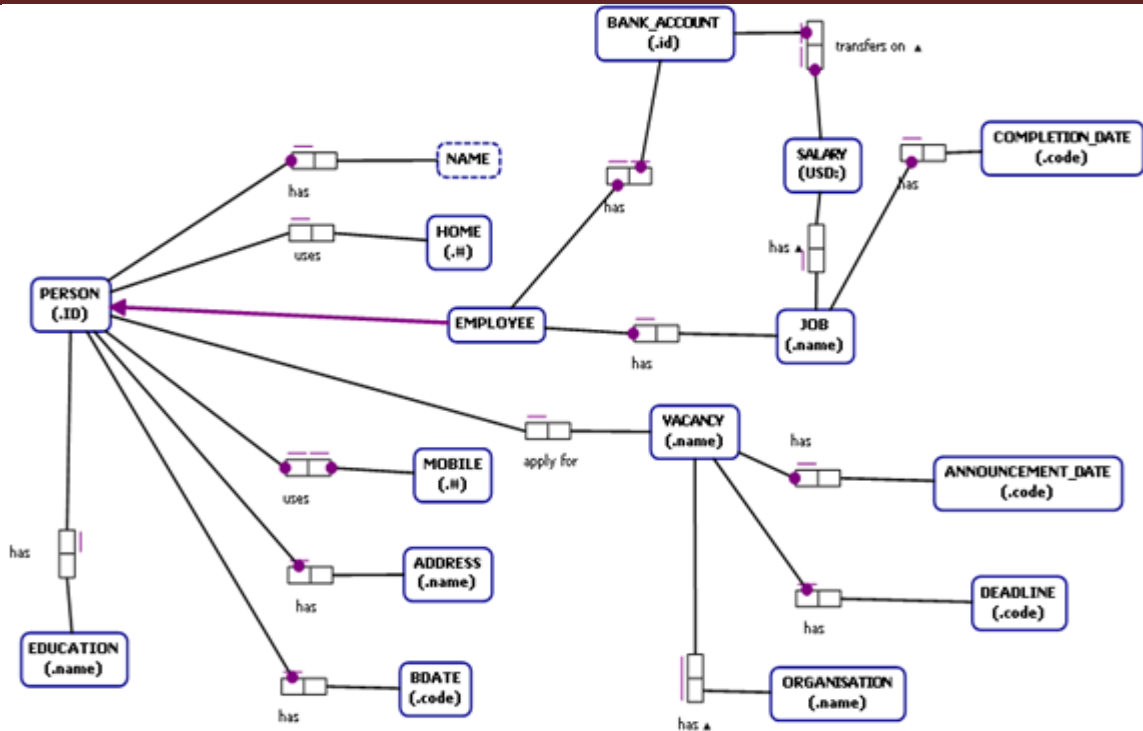 BANK_ACCOUNT
(.id)
transfers on ▲
COMPLETION_DATE
(.code)
NAME
SALARY
(USD:)
has
has
has
HOME
(.#)
uses
has ▲
PERSON
(.ID)
EMPLOYEE
JOB
(.name)
has
VACANCY
(.name)
has
apply for
MOBILE
(.#)
ANNOUNCEMENT_DATE
(.code)
uses
has
ADDRESS
(.name)
has
DEADLINE
(.code)
has
EDUCATION
(.name)
BDATE
(.code)
ORGANISATION
(.name)
has
has ▲